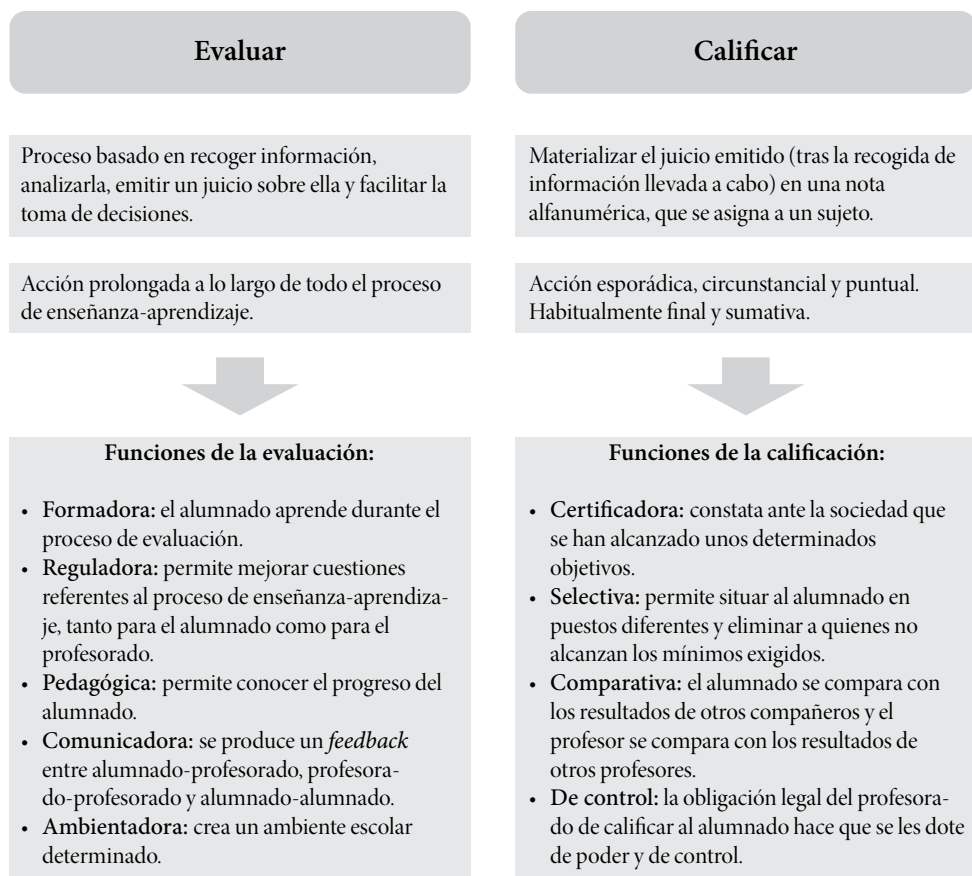 Evaluar
Proceso basado en recoger información,
analizarla, emitir un juicio sobre ella y facilitar la
toma de decisiones.
Acción prolongada a lo largo de todo el proceso
de enseñanza-aprendizaje.
Funciones de la evaluación:
• Formadora: el alumnado aprende durante el
proceso de evaluación.
• Reguladora: permite mejorar cuestiones
referentes al proceso de enseñanza-aprendiza-
je, tanto para el alumnado como para el
profesorado.
• Pedagógica: permite conocer el progreso del
alumnado.
• Comunicadora: se produce un feedback
entre alumnado-profesorado, profesora-
do-profesorado y alumnado-alumnado.
• Ambientadora: crea un ambiente escolar
determinado.
Calificar
Materializar el juicio emitido (tras la recogida de
información llevada a cabo) en una nota
alfanumérica, que se asigna a un sujeto.
Acción esporádica, circunstancial y puntual.
Habitualmente final y sumativa.
Funciones de la calificación:
• Certificadora: constata ante la sociedad que
se han alcanzado unos determinados
objetivos.
• Selectiva: permite situar al alumnado en
puestos diferentes y eliminar a quienes no
alcanzan los mínimos exigidos.
• Comparativa: el alumnado se compara con
los resultados de otros compañeros y el
profesor se compara con los resultados de
otros profesores.
• De control: la obligación legal del profesora-
do de calificar al alumnado hace que se les dote
de poder y de control.